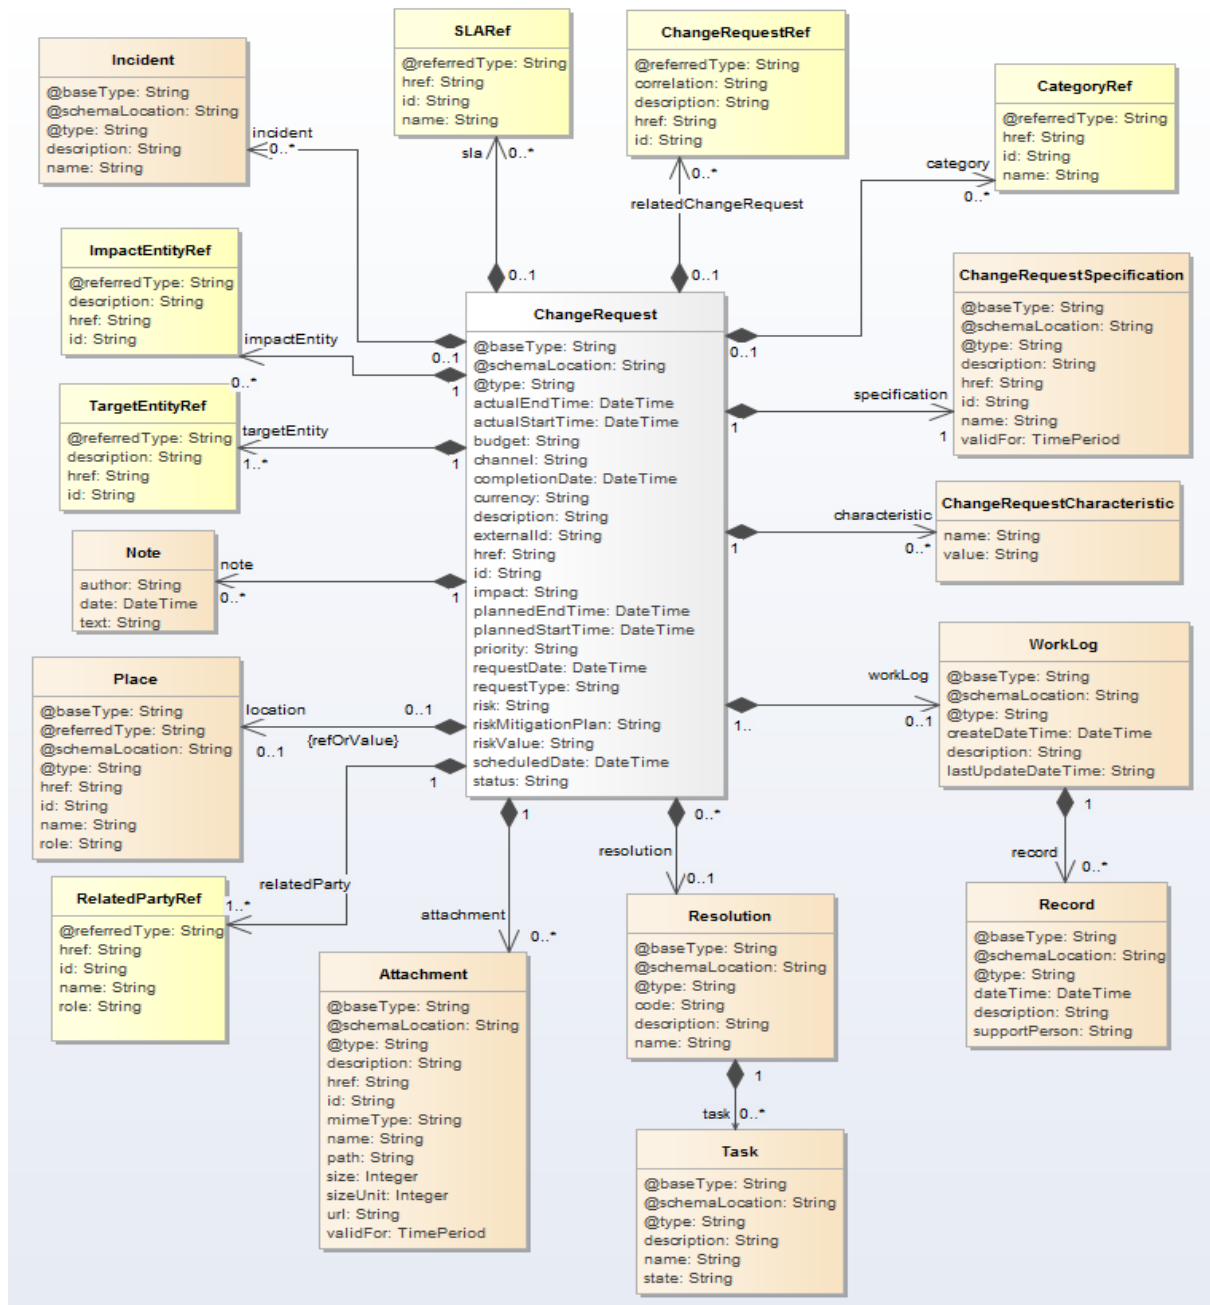 Incident
@baseType: String
@schemaLocation: String
@type: String
description: String
name: String
SLARef
@referredType: String
href: String
id: String
name: String
ChangeRequestRef
@referredType: String
correlation: String
description: String
href: String
id: String
CategoryRef
@referredType: String
href: String
id: String
name: String
incident
0..*
sla
0..*
0..*
relatedChangeRequest
category
0..*
ImpactEntityRef
@referredType: String
description: String
href: String
id: String
ChangeRequestSpecification
@baseType: String
@schemaLocation: String
@type: String
description: String
href: String
id: String
name: String
validFor: TimePeriod
0..1
0..1
ChangeRequest
@baseType: String
@schemaLocation: String
@type: String
actualEndTime: DateTime
actualStartTime: DateTime
budget: String
channel: String
completionDate: DateTime
currency: String
description: String
externalId: String
href: String
id: String
impact: String
plannedEndTime: DateTime
plannedStartTime: DateTime
priority: String
requestDate: DateTime
requestType: String
risk: String
riskMitigationPlan: String
riskValue: String
scheduledDate: DateTime
status: String
impactEntity
0..1
0..1
0..*
1
specification
1
1
TargetEntityRef
@referredType: String
description: String
href: String
id: String
targetEntity
1..*
1
ChangeRequestCharacteristic
name: String
value: String
characteristic
1
0..*
Note
author: String
date: DateTime
text: String
note
0..*
1
WorkLog
@baseType: String
@schemaLocation: String
@type: String
createDateTime: DateTime
description: String
lastUpdateDateTime: String
workLog
1..
0..1
Place
@baseType: String
@referredType: String
@schemaLocation: String
@type: String
href: String
id: String
name: String
role: String
location
0..1
0..1
{refOrValue}
1
1
0..*
1
resolution
0..1
record
0..*
RelatedPartyRef
@referredType: String
href: String
id: String
name: String
role: String
relatedParty
1..*
attachment
0..*
Resolution
@baseType: String
@schemaLocation: String
@type: String
code: String
description: String
name: String
Record
@baseType: String
@schemaLocation: String
@type: String
dateTime: DateTime
description: String
supportPerson: String
Attachment
@baseType: String
@schemaLocation: String
@type: String
description: String
href: String
id: String
mimeType: String
name: String
path: String
size: Integer
sizeUnit: Integer
url: String
validFor: TimePeriod
1
task
0..*
Task
@baseType: String
@schemaLocation: String
@type: String
description: String
name: String
state: String